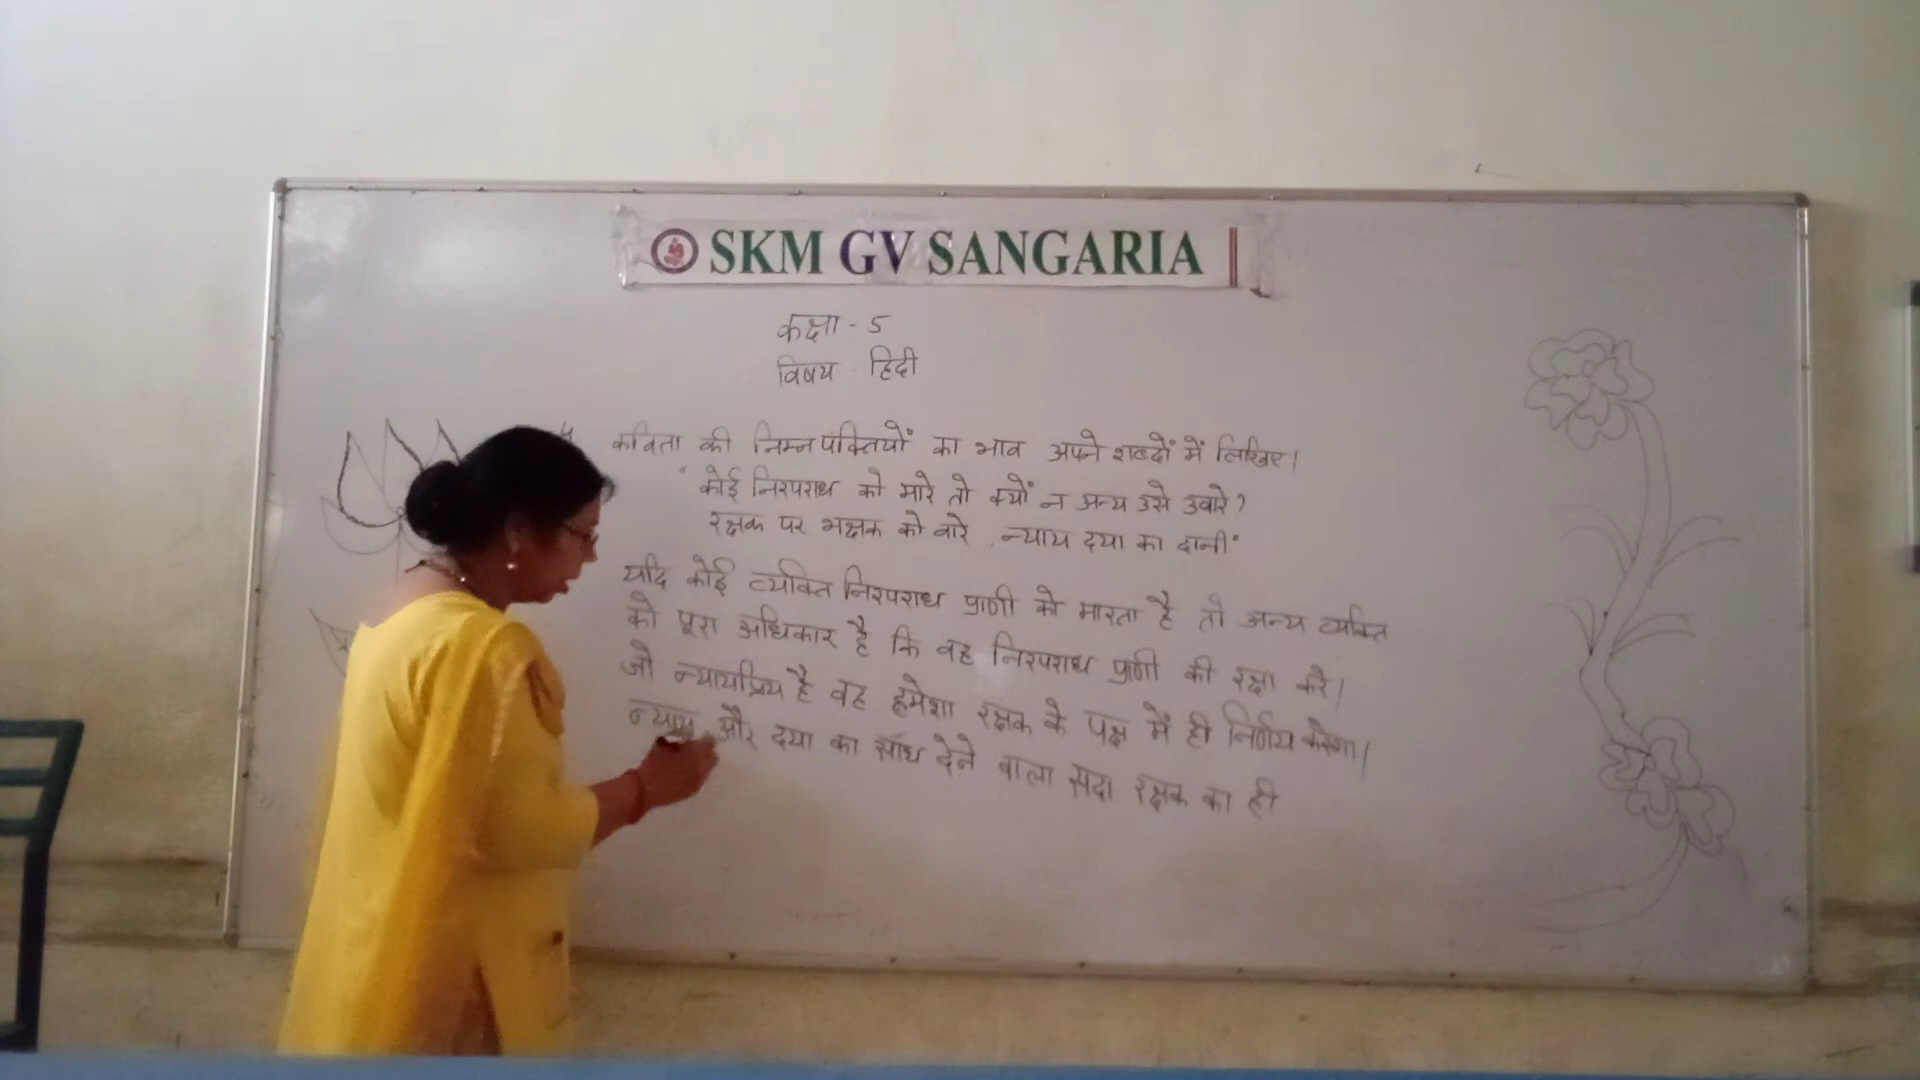 SKM GV SANGARIA
कक्षा - 5
विषय - हिंदी
कविता की निम्न पंक्तियों का भाव अपने शब्दों में लिखिए।
"कोई निरपराध को मारे तो क्यों न अन्य उसे उबारे?
रक्षक पर भक्षक को वारे, न्याय दया का दानी"
यदि कोई व्यक्ति निरपराध प्राणी को मारता है तो अन्य व्यक्ति
को पूरा अधिकार है कि वह निरपराध प्राणी की रक्षा करे।
जो न्यायप्रिय है वह हमेशा रक्षक के पक्ष में ही निर्णय करेगा।
न्याय और दया का साथ देने वाला सदा रक्षक का ही